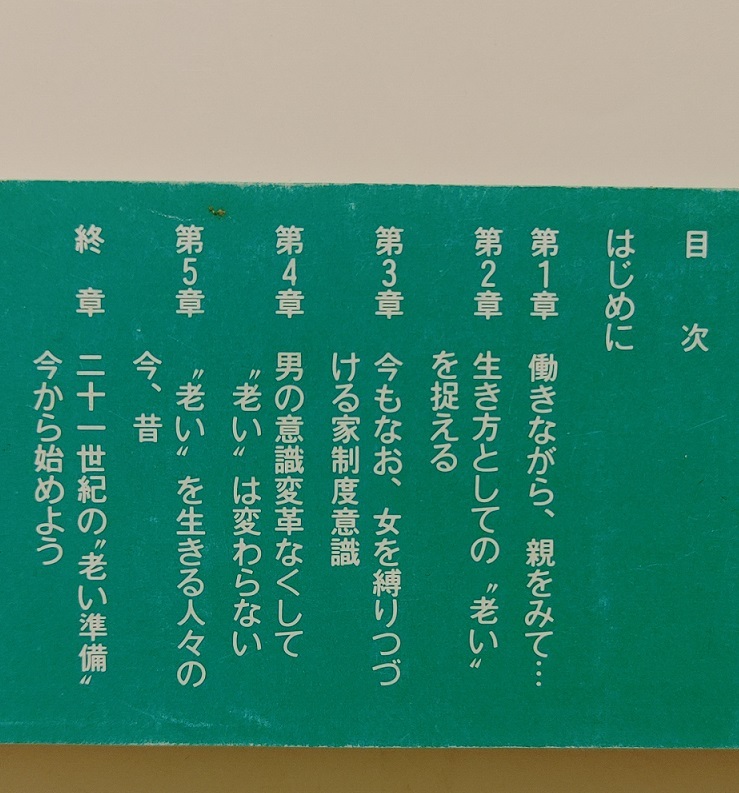 目　次
はじめに
第1章　働きながら、親をみて…
第2章　生き方としての〝老い〟
を捉える
第3章　今もなお、女を縛りつづ
ける家制度意識
第4章　男の意識変革なくして
〝老い〟は変わらない
第5章　〝老い〟を生きる人々の
今、昔
終　章　二十一世紀の〝老い準備〟
今から始めよう